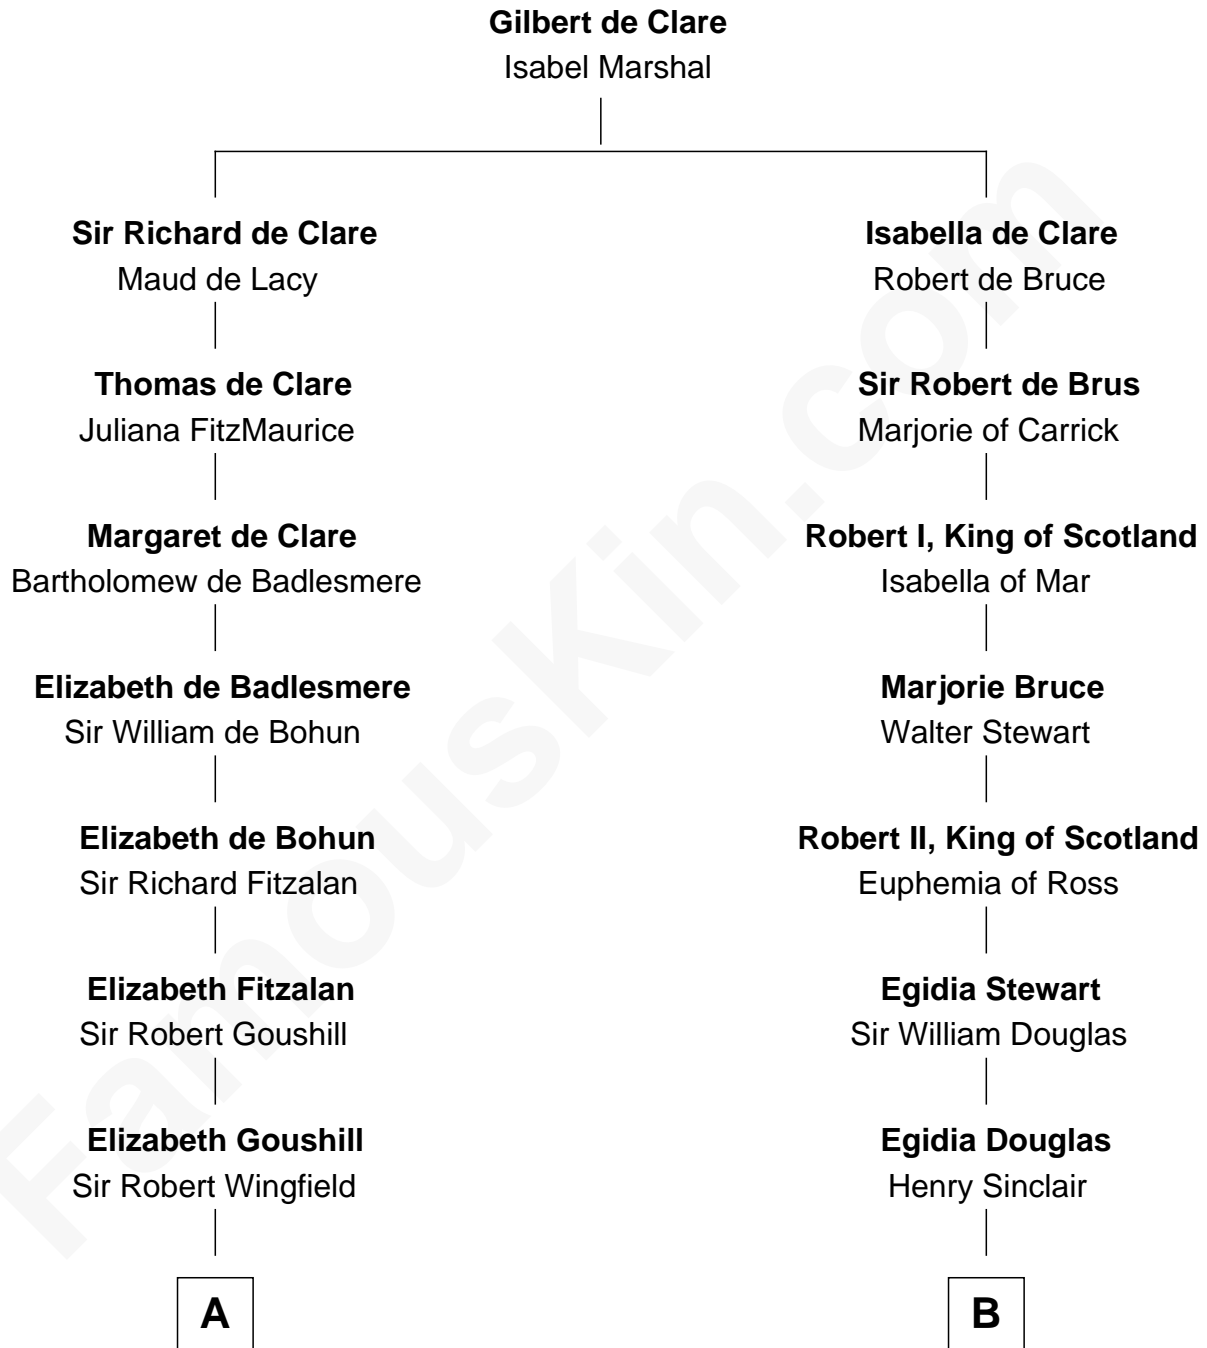 Gilbert de Clare
Isabel Marshal
Sir Richard de Clare
Maud de Lacy
Isabella de Clare
Robert de Bruce
Thomas de Clare
Juliana FitzMaurice
Sir Robert de Brus
Marjorie of Carrick
Margaret de Clare
Bartholomew de Badlesmere
Robert I, King of Scotland
Isabella of Mar
Elizabeth de Badlesmere
Sir William de Bohun
Marjorie Bruce
Walter Stewart
Elizabeth de Bohun
Sir Richard Fitzalan
Robert II, King of Scotland
Euphemia of Ross
Elizabeth Fitzalan
Sir Robert Goushill
Egidia Stewart
Sir William Douglas
Elizabeth Goushill
Sir Robert Wingfield
Egidia Douglas
Henry Sinclair
A
B
FamousKin.com